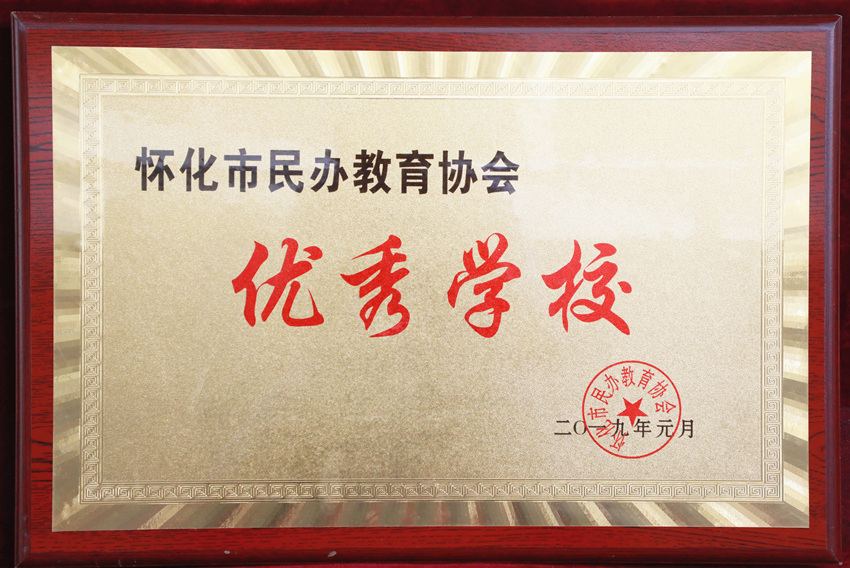 怀化市民办教育协会
优秀学校
怀化市民办教育协会
二〇一九年元月